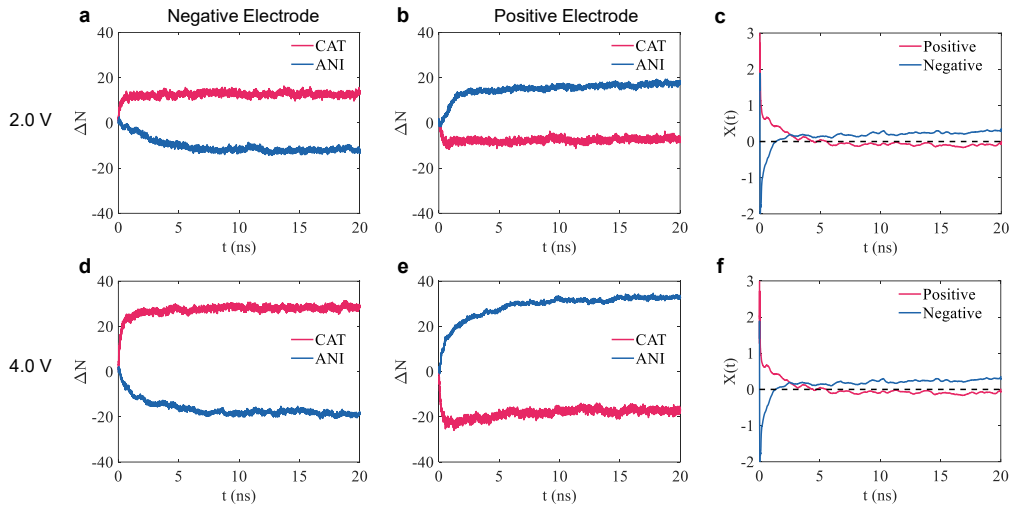 a Negative Electrode b Positive Electrode c
2.0 V
40
20
0
-20
-40
ΔN
CAT
ANI
0 5 10 15 20
t (ns)
40
20
0
-20
-40
ΔN
CAT
ANI
0 5 10 15 20
t (ns)
3
2
1
0
-1
-2
X(t)
Positive
Negative
0 5 10 15 20
t (ns)
d e f
4.0 V
40
20
0
-20
-40
ΔN
CAT
ANI
0 5 10 15 20
t (ns)
40
20
0
-20
-40
ΔN
CAT
ANI
0 5 10 15 20
t (ns)
3
2
1
0
-1
-2
X(t)
Positive
Negative
0 5 10 15 20
t (ns)